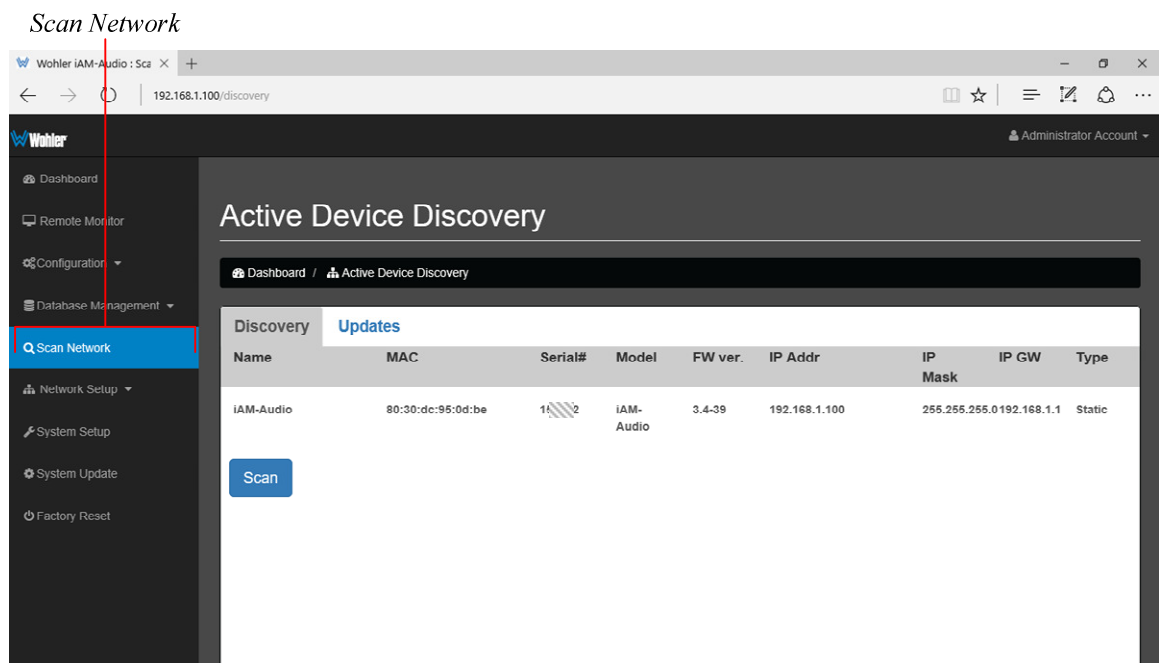 Scan Network
Wohler iAM-Audio : Sca
192.168.1.100/discovery
Wohler
Administrator Account
Dashboard
Remote Monitor
Configuration
Database Management
Scan Network
Network Setup
System Setup
System Update
Factory Reset
Active Device Discovery
Dashboard / Active Device Discovery
Discovery Updates
Name MAC Serial# Model FW ver. IP Addr IP Mask IP GW Type
iAM-Audio 80:30:dc:95:0d:be iAM-Audio 3.4-39 192.168.1.100 255.255.255.0 192.168.1.1 Static
Scan